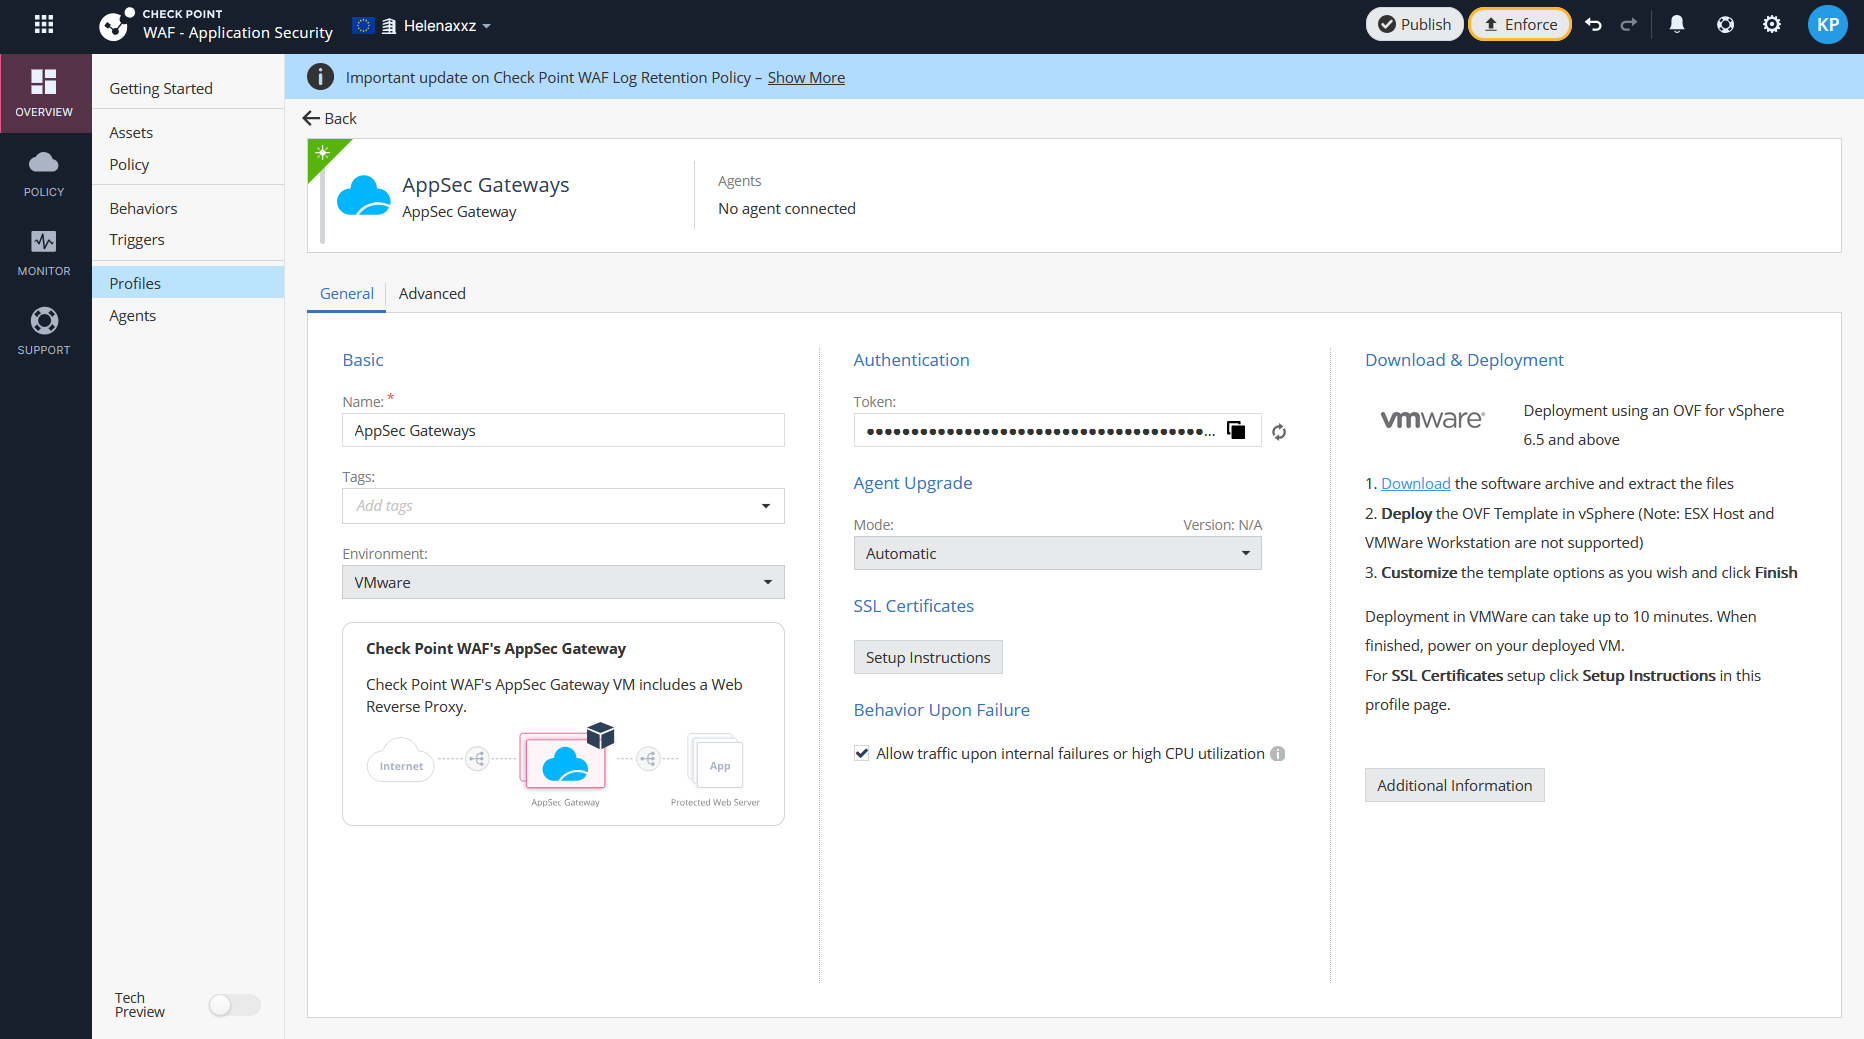 CHECK POINT
WAF - Application Security
Helenaxxz
Publish
Enforce
KP
OVERVIEW
POLICY
MONITOR
SUPPORT
Getting Started
Assets
Policy
Behaviors
Triggers
Profiles
Agents
Tech
Preview
Important update on Check Point WAF Log Retention Policy – Show More
Back
AppSec Gateways
AppSec Gateway
Agents
No agent connected
General
Advanced
Basic
Name: *
AppSec Gateways
Tags:
Add tags
Environment:
VMware
Check Point WAF's AppSec Gateway
Check Point WAF's AppSec Gateway VM includes a Web
Reverse Proxy.
Internet
App
AppSec Gateway
Protected Web Server
Authentication
Token:
Agent Upgrade
Mode:
Version: N/A
Automatic
SSL Certificates
Setup Instructions
Behavior Upon Failure
Allow traffic upon internal failures or high CPU utilization
Download & Deployment
vmware
Deployment using an OVF for vSphere
6.5 and above
1. Download the software archive and extract the files
2. Deploy the OVF Template in vSphere (Note: ESX Host and
VMWare Workstation are not supported)
3. Customize the template options as you wish and click Finish
Deployment in VMWare can take up to 10 minutes. When
finished, power on your deployed VM.
For SSL Certificates setup click Setup Instructions in this
profile page.
Additional Information